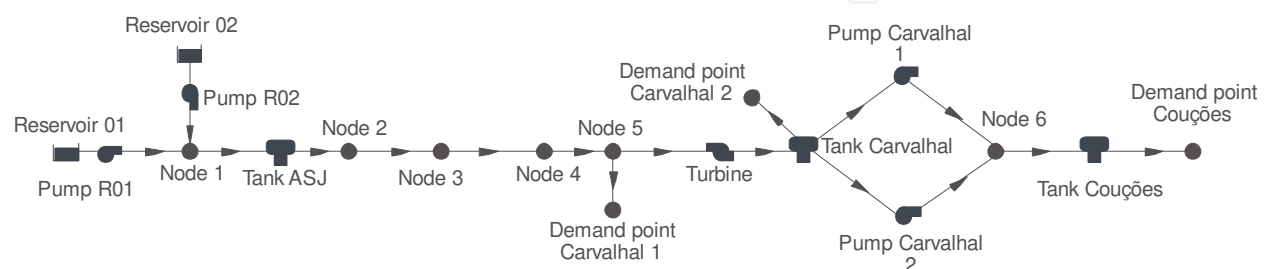 Reservoir 02
Pump R02
Reservoir 01
Pump R01
Node 1
Tank ASJ
Node 2
Node 3
Node 4
Node 5
Demand point
Carvalhal 1
Turbine
Demand point
Carvalhal 2
Tank Carvalhal
Pump Carvalhal
1
Pump Carvalhal
2
Node 6
Tank Couções
Demand point
Couções